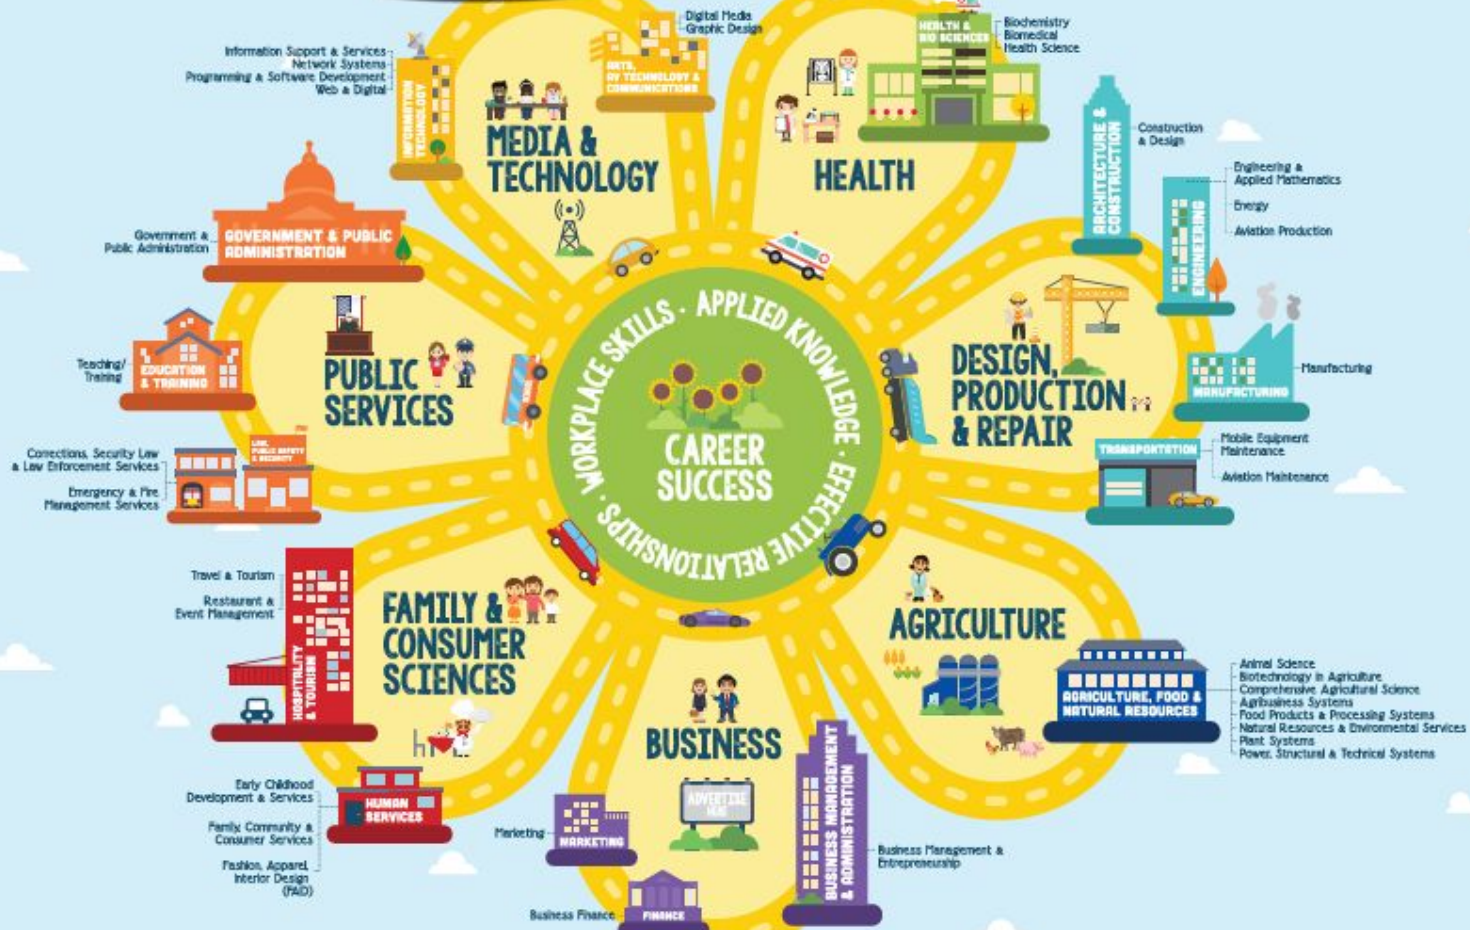 Digital Media
Graphic Design
Information Support & Services
Network Systems
Programming & Software Development
Web & Digital
INFORMATION
TECHNOLOGY
ARTS,
AV TECHNOLOGY &
COMMUNICATIONS
MEDIA &
TECHNOLOGY
HEALTH &
BIO SCIENCES
Biochemistry
Biomedical
Health Science
HEALTH
ARCHITECTURE &
CONSTRUCTION
Construction
& Design
ENGINEERING
Engineering &
Applied Mathematics
Energy
Aviation Production
MANUFACTURING
Manufacturing
TRANSPORTATION
Mobile Equipment
Maintenance
Aviation Maintenance
DESIGN,
PRODUCTION
& REPAIR
Government &
Public Administration
GOVERNMENT & PUBLIC
ADMINISTRATION
Teaching/
Training
EDUCATION
& TRAINING
Corrections, Security Law
& Law Enforcement Services
Emergency & Fire
Management Services
LAW,
PUBLIC SAFETY
& SECURITY
PUBLIC
SERVICES
WORKPLACE SKILLS · APPLIED KNOWLEDGE · EFFECTIVE RELATIONSHIPS ·
CAREER
SUCCESS
Travel & Tourism
Restaurant &
Event Management
HOSPITALITY
& TOURISM
FAMILY &
CONSUMER
SCIENCES
Early Childhood
Development & Services
Family, Community &
Consumer Services
Fashion, Apparel,
Interior Design
(FAID)
HUMAN
SERVICES
AGRICULTURE
AGRICULTURE, FOOD &
NATURAL RESOURCES
Animal Science
Biotechnology in Agriculture
Comprehensive Agricultural Science
Agribusiness Systems
Food Products & Processing Systems
Natural Resources & Environmental Services
Plant Systems
Power, Structural & Technical Systems
BUSINESS
ADVERTISE
HERE
Marketing
MARKETING
Business Finance
FINANCE
BUSINESS MANAGEMENT
& ADMINISTRATION
Business Management &
Entrepreneurship